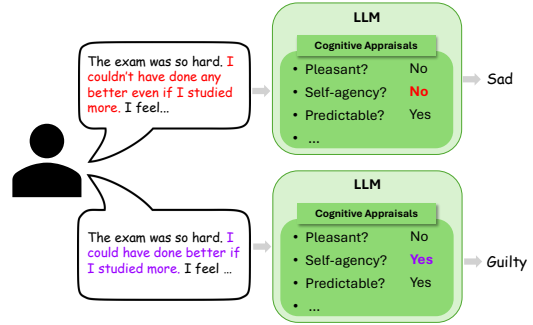 LLM
Cognitive Appraisals
The exam was so hard. I
couldn't have done any
better even if I studied
more. I feel...
• Pleasant? No
• Self-agency? No
• Predictable? Yes
• ...
Sad
LLM
Cognitive Appraisals
The exam was so hard. I
could have done better if
I studied more. I feel ...
• Pleasant? No
• Self-agency? Yes
• Predictable? Yes
• ...
Guilty